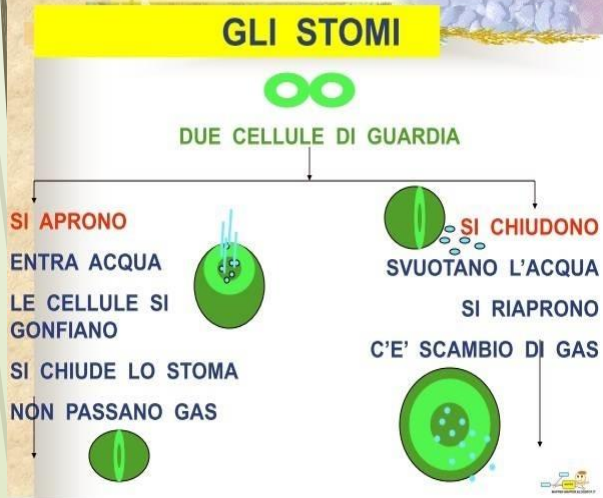 GLI STOMI
DUE CELLULE DI GUARDIA
SI APRONO
ENTRA ACQUA
LE CELLULE SI
GONFIANO
SI CHIUDE LO STOMA
NON PASSANO GAS
SI CHIUDONO
SVUOTANO L'ACQUA
SI RIAPRONO
C'E' SCAMBIO DI GAS